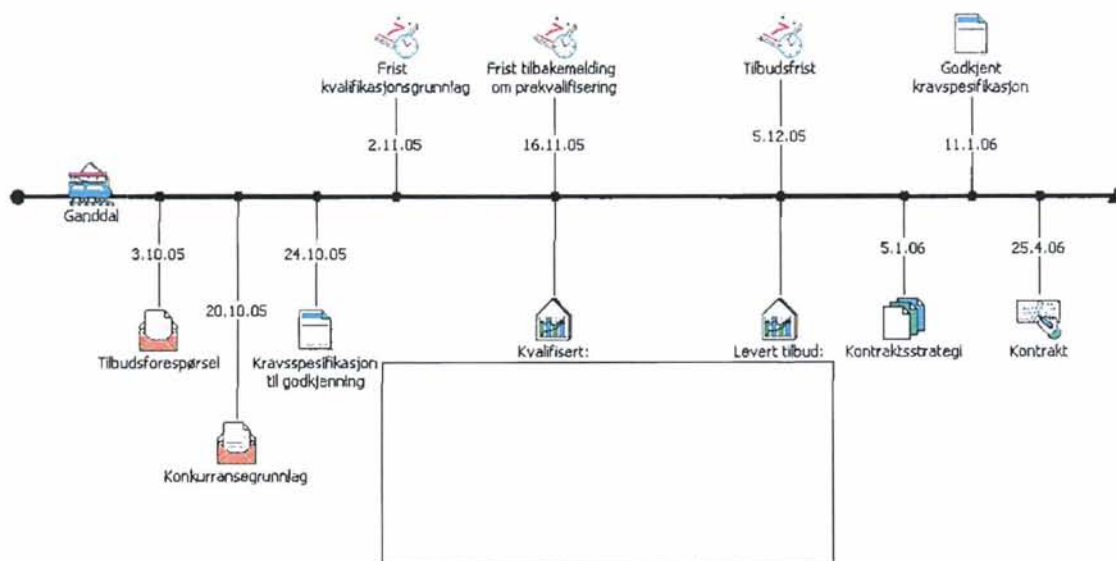 Frist
kvalifikasjonsgrunnlag
Frist tilbakemelding
om prekvalifisering
Tilbudsfrist
Godkjent
kravspesifikasjon
2.11.05
16.11.05
5.12.05
11.1.06
Ganddal
3.10.05
24.10.05
5.1.06
25.4.06
20.10.05
Tilbudsforespørsel
Kravsspesifikasjon
til godkjenning
Kvalifisert:
Levert tilbud:
Kontraktsstrategi
Kontrakt
Konkurransegrunnlag